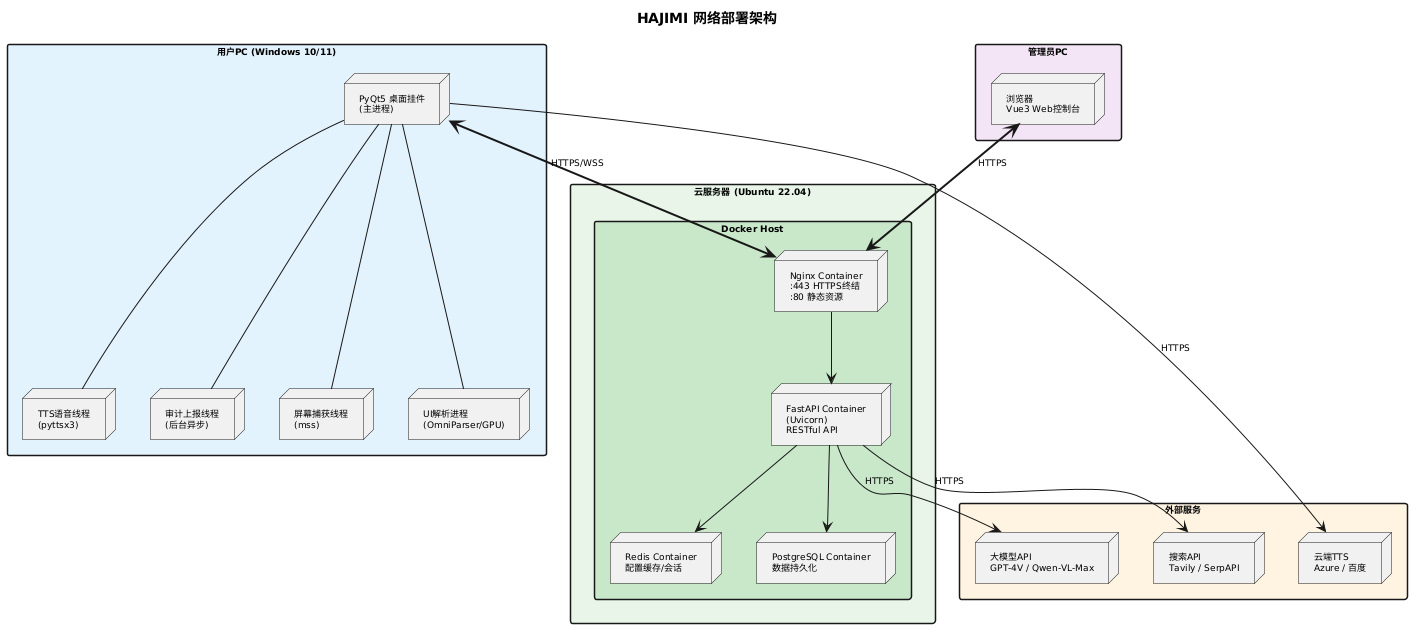 HAJIMI 网络部署架构
用户PC (Windows 10/11)
PyQt5 桌面挂件
(主进程)
TTS语音线程
(pyttsx3)
审计上报线程
(后台异步)
屏幕捕获线程
(mss)
UI解析进程
(OmniParser/GPU)
管理员PC
浏览器
Vue3 Web控制台
HTTPS/WSS
HTTPS
云服务器 (Ubuntu 22.04)
Docker Host
Nginx Container
:443 HTTPS终结
:80 静态资源
FastAPI Container
(Uvicorn)
RESTful API
Redis Container
配置缓存/会话
PostgreSQL Container
数据持久化
HTTPS
HTTPS
HTTPS
外部服务
大模型API
GPT-4V / Qwen-VL-Max
搜索API
Tavily / SerpAPI
云端TTS
Azure / 百度